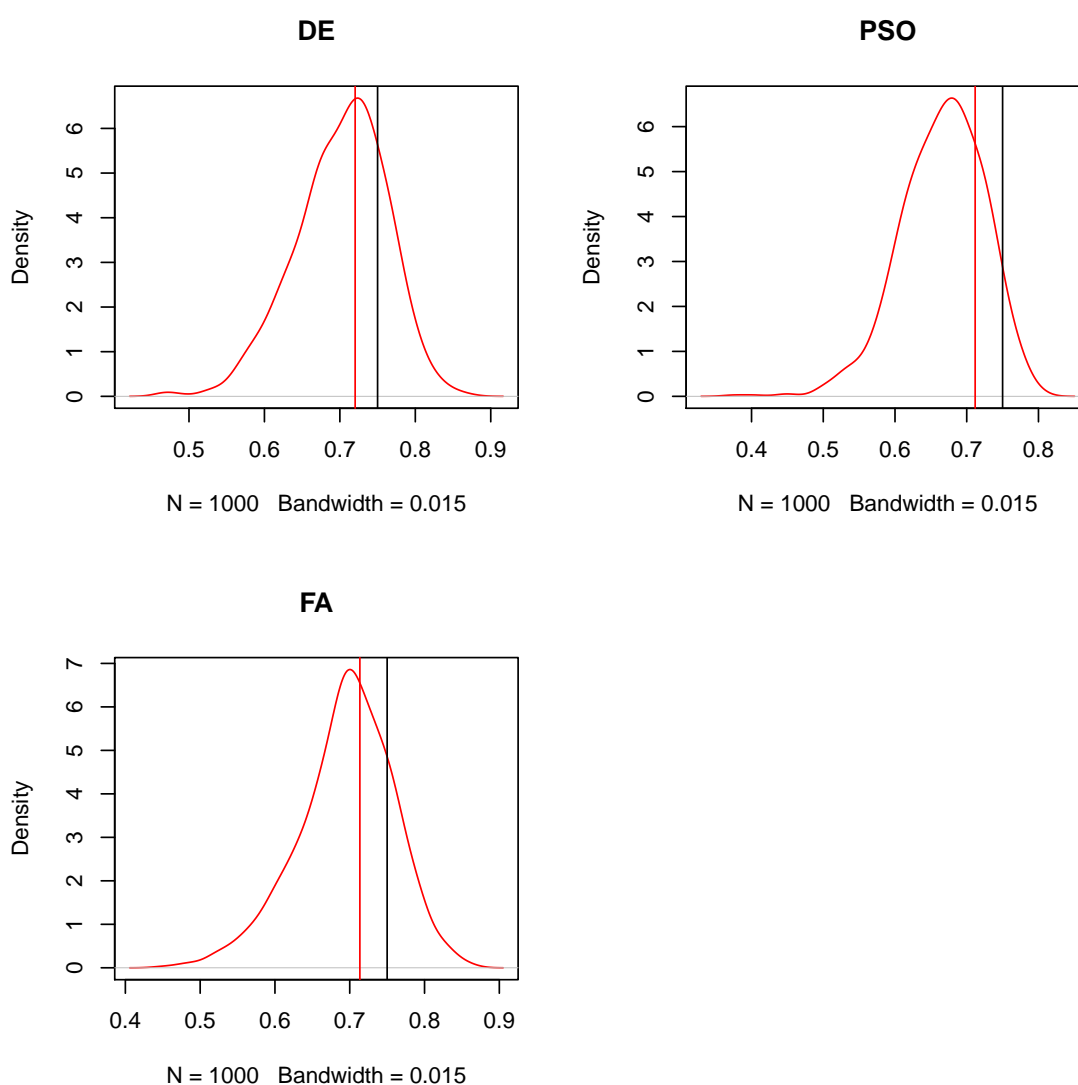 DE
Density
0 1 2 3 4 5 6
0.5 0.6 0.7 0.8 0.9
N = 1000 Bandwidth = 0.015
PSO
Density
0 1 2 3 4 5 6
0.4 0.5 0.6 0.7 0.8
N = 1000 Bandwidth = 0.015
FA
Density
0 1 2 3 4 5 6 7
0.4 0.5 0.6 0.7 0.8 0.9
N = 1000 Bandwidth = 0.015